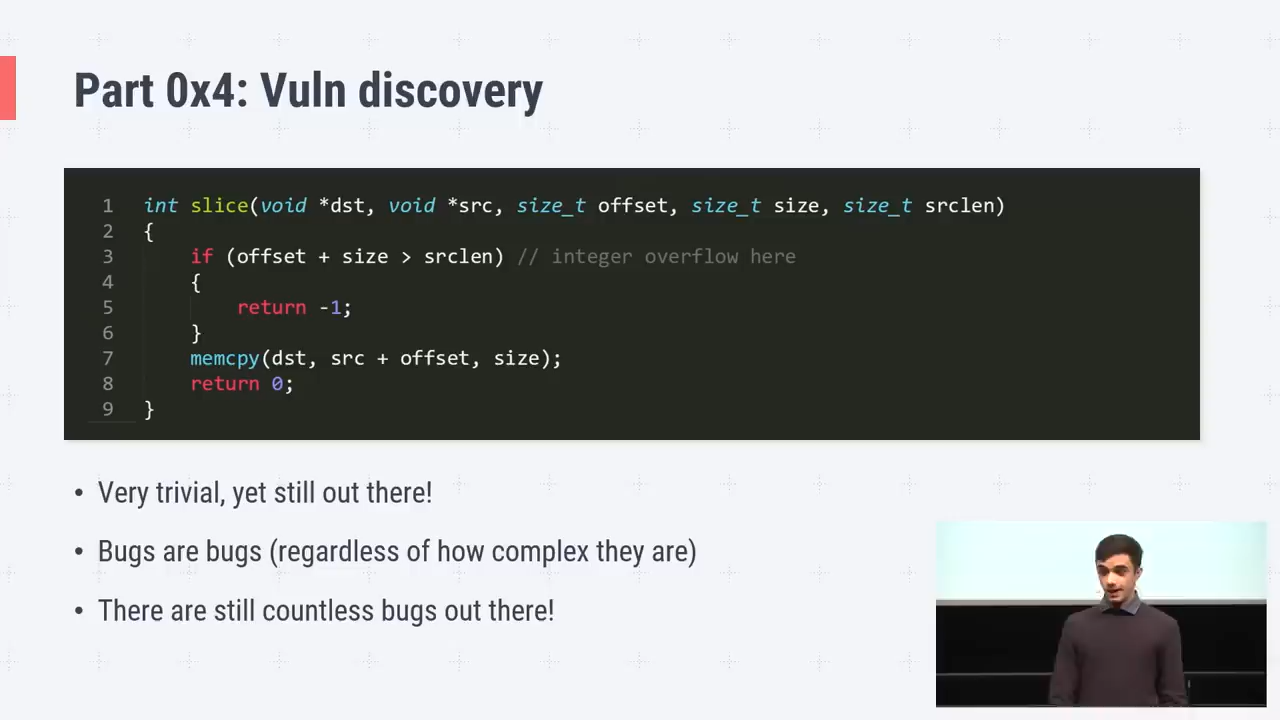 Part 0x4: Vuln discovery
1 int slice(void *dst, void *src, size_t offset, size_t size, size_t srclen)
2 {
3 if (offset + size > srclen) // integer overflow here
4 {
5 return -1;
6 }
7 memcpy(dst, src + offset, size);
8 return 0;
9 }
• Very trivial, yet still out there!
• Bugs are bugs (regardless of how complex they are)
• There are still countless bugs out there!